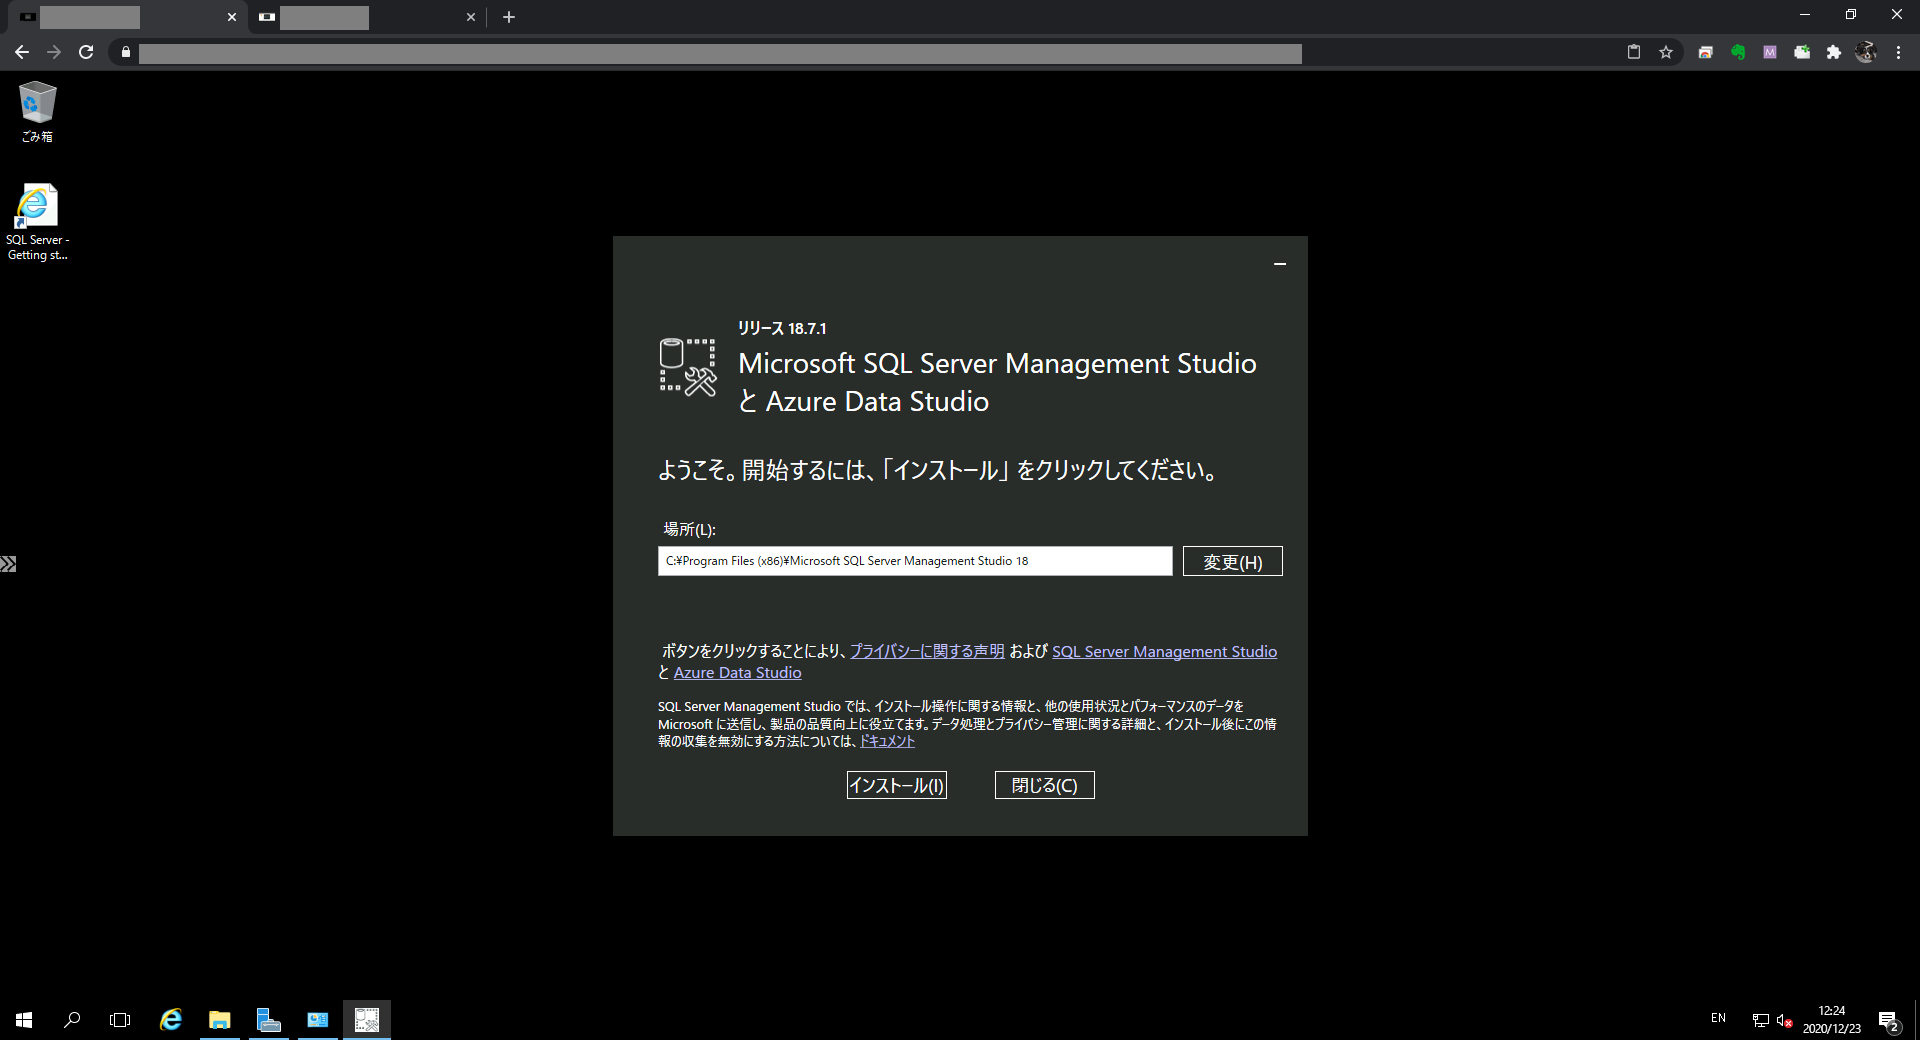 ごみ箱
SQL Server -
Getting st...
リリース 18.7.1
Microsoft SQL Server Management Studio
と Azure Data Studio
ようこそ。開始するには、「インストール」 をクリックしてください。
場所(L):
C:¥Program Files (x86)¥Microsoft SQL Server Management Studio 18
変更(H)
ボタンをクリックすることにより、プライバシーに関する声明 および SQL Server Management Studio
と Azure Data Studio
SQL Server Management Studio では、インストール操作に関する情報と、他の使用状況とパフォーマンスのデータを
Microsoft に送信し、製品の品質向上に役立てます。データ処理とプライバシー管理に関する詳細と、インストール後にこの情
報の収集を無効にする方法については、ドキュメント
インストール(I)
閉じる(C)
EN
12:24
2020/12/23
2